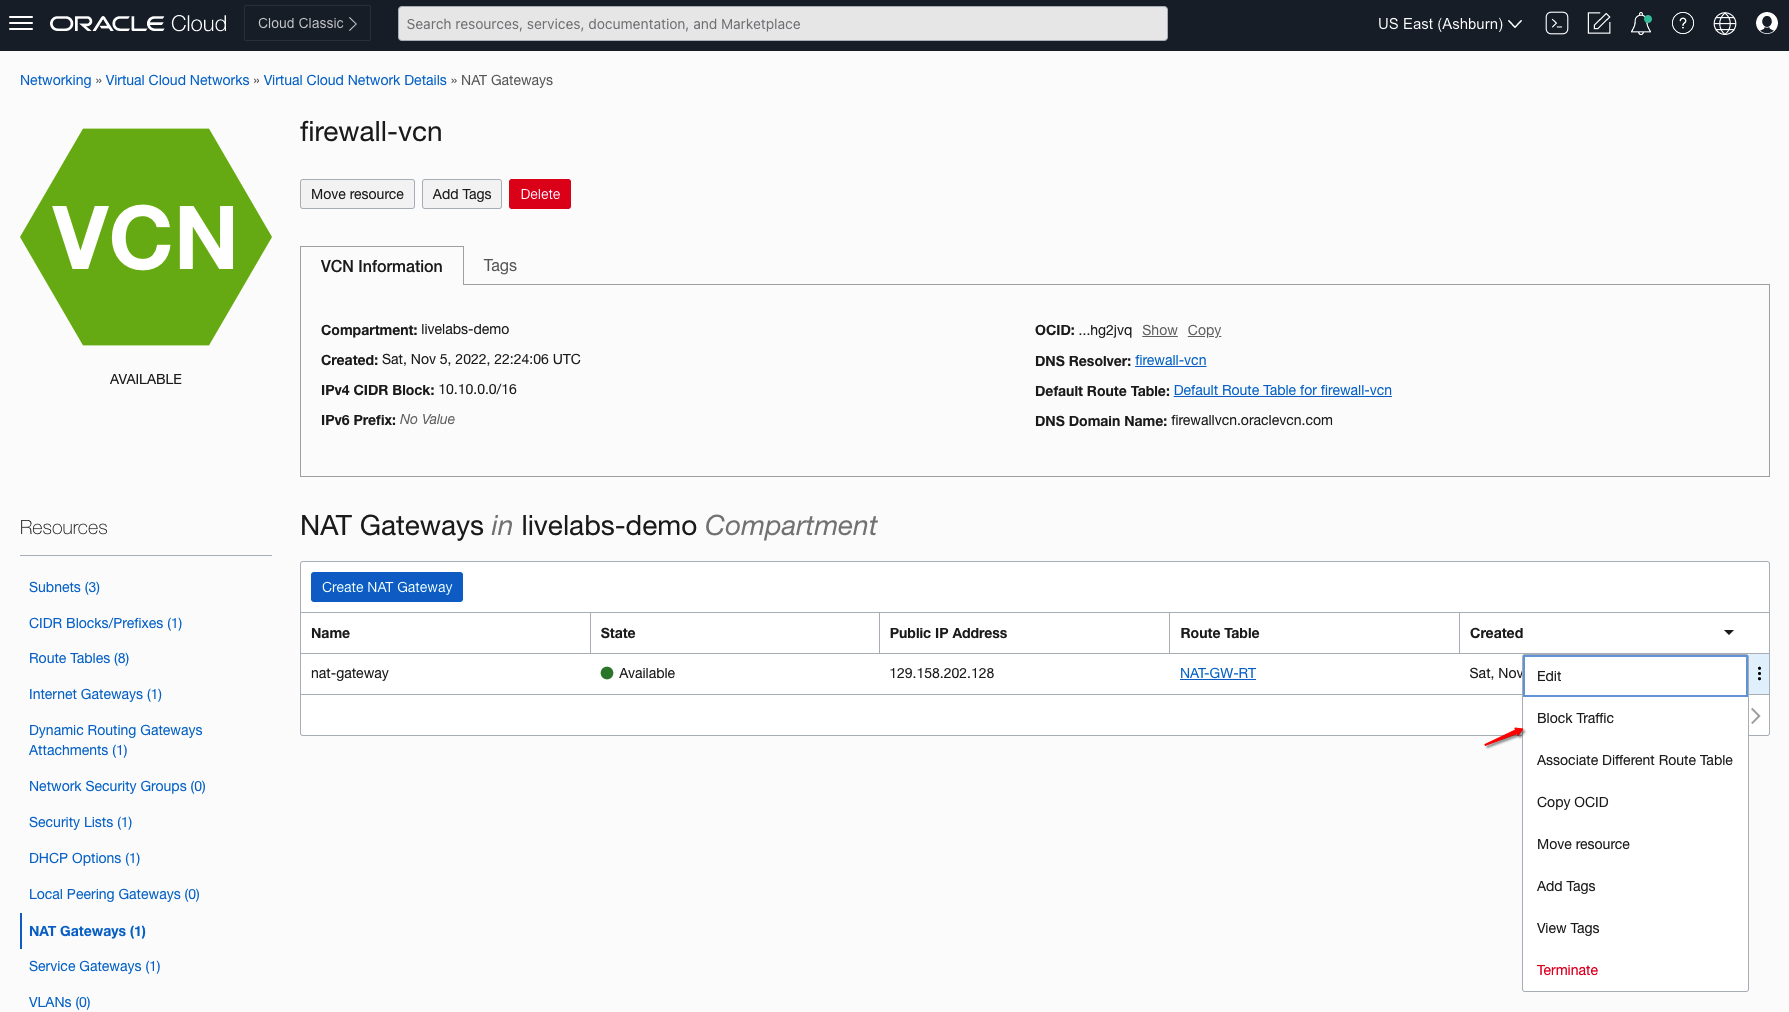 ORACLE Cloud
Cloud Classic
Search resources, services, documentation, and Marketplace
US East (Ashburn)
Networking » Virtual Cloud Networks » Virtual Cloud Network Details » NAT Gateways
VCN
AVAILABLE
firewall-vcn
Move resource
Add Tags
Delete
VCN Information
Tags
Compartment: livelabs-demo
Created: Sat, Nov 5, 2022, 22:24:06 UTC
IPv4 CIDR Block: 10.10.0.0/16
IPv6 Prefix: No Value
OCID: ...hg2jvq Show Copy
DNS Resolver: firewall-vcn
Default Route Table: Default Route Table for firewall-vcn
DNS Domain Name: firewallvcn.oraclevcn.com
Resources
Subnets (3)
CIDR Blocks/Prefixes (1)
Route Tables (8)
Internet Gateways (1)
Dynamic Routing Gateways
Attachments (1)
Network Security Groups (0)
Security Lists (1)
DHCP Options (1)
Local Peering Gateways (0)
NAT Gateways (1)
Service Gateways (1)
VLANs (0)
NAT Gateways in livelabs-demo Compartment
Create NAT Gateway
Name State Public IP Address Route Table Created
nat-gateway Available 129.158.202.128 NAT-GW-RT Sat, Nov
Edit
Block Traffic
Associate Different Route Table
Copy OCID
Move resource
Add Tags
View Tags
Terminate